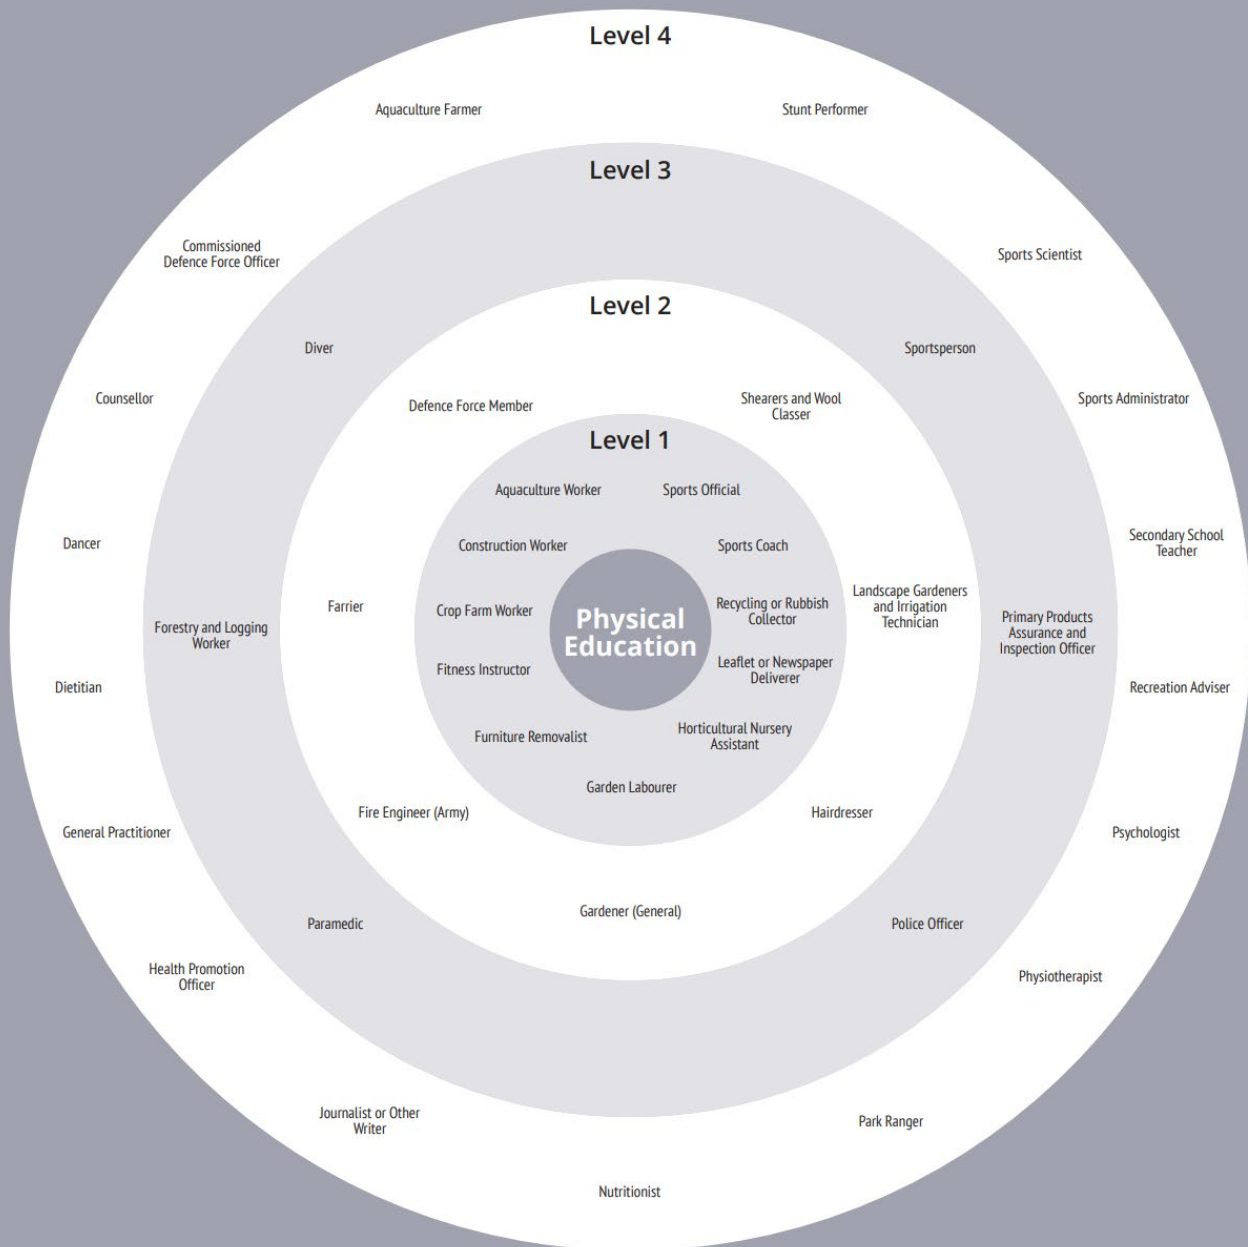 Level 4
Aquaculture Farmer
Stunt Performer
Commissioned
Defence Force Officer
Sports Scientist
Counsellor
Sports Administrator
Dancer
Secondary School
Teacher
Dietitian
Recreation Adviser
General Practitioner
Psychologist
Health Promotion
Officer
Physiotherapist
Journalist or Other
Writer
Park Ranger
Nutritionist
Level 3
Diver
Sportsperson
Forestry and Logging
Worker
Primary Products
Assurance and
Inspection Officer
Paramedic
Police Officer
Level 2
Defence Force Member
Shearers and Wool
Classer
Farrier
Landscape Gardeners
and Irrigation
Technician
Fire Engineer (Army)
Hairdresser
Gardener (General)
Level 1
Aquaculture Worker
Sports Official
Construction Worker
Sports Coach
Crop Farm Worker
Recycling or Rubbish
Collector
Fitness Instructor
Leaflet or Newspaper
Deliverer
Furniture Removalist
Horticultural Nursery
Assistant
Garden Labourer
Physical
Education